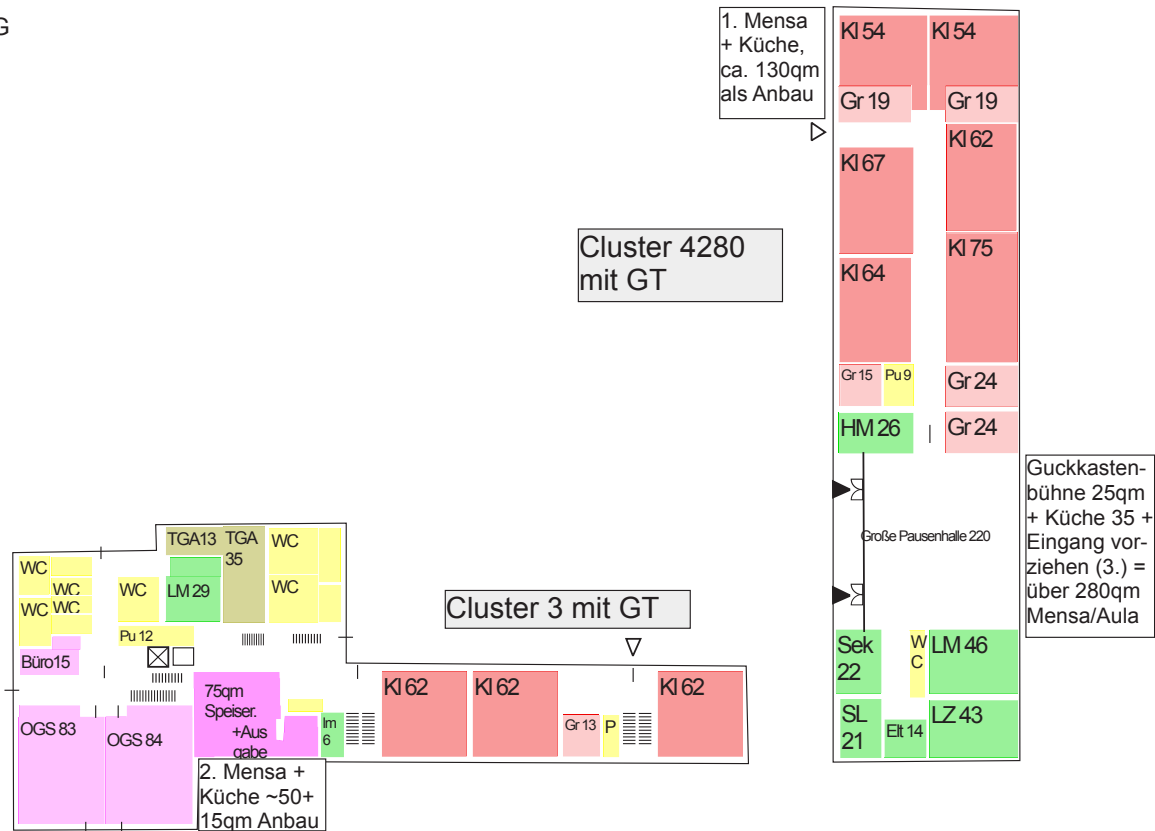 G
1. Mensa
+ Küche,
ca. 130qm
als Anbau
Kl 54
Kl 54
Gr 19
Gr 19
Kl 62
Kl 67
Cluster 4280
mit GT
Kl 75
Kl 64
Gr 15
Pu 9
Gr 24
HM 26
Gr 24
Guckkasten-
bühne 25qm
+ Küche 35 +
Eingang vor-
ziehen (3.) =
über 280qm
Mensa/Aula
Große Pausenhalle 220
Sek
22
W
C
LM 46
SL
21
Elt 14
LZ 43
TGA13
TGA
35
WC
WC
WC
WC
WC
WC
WC
LM 29
Pu 12
Büro15
Cluster 3 mit GT
OGS 83
OGS 84
75qm
Speiser.
+Aus
gabe
lm
6
Kl 62
Kl 62
Gr 13
P
Kl 62
2. Mensa +
Küche ~50+
15qm Anbau